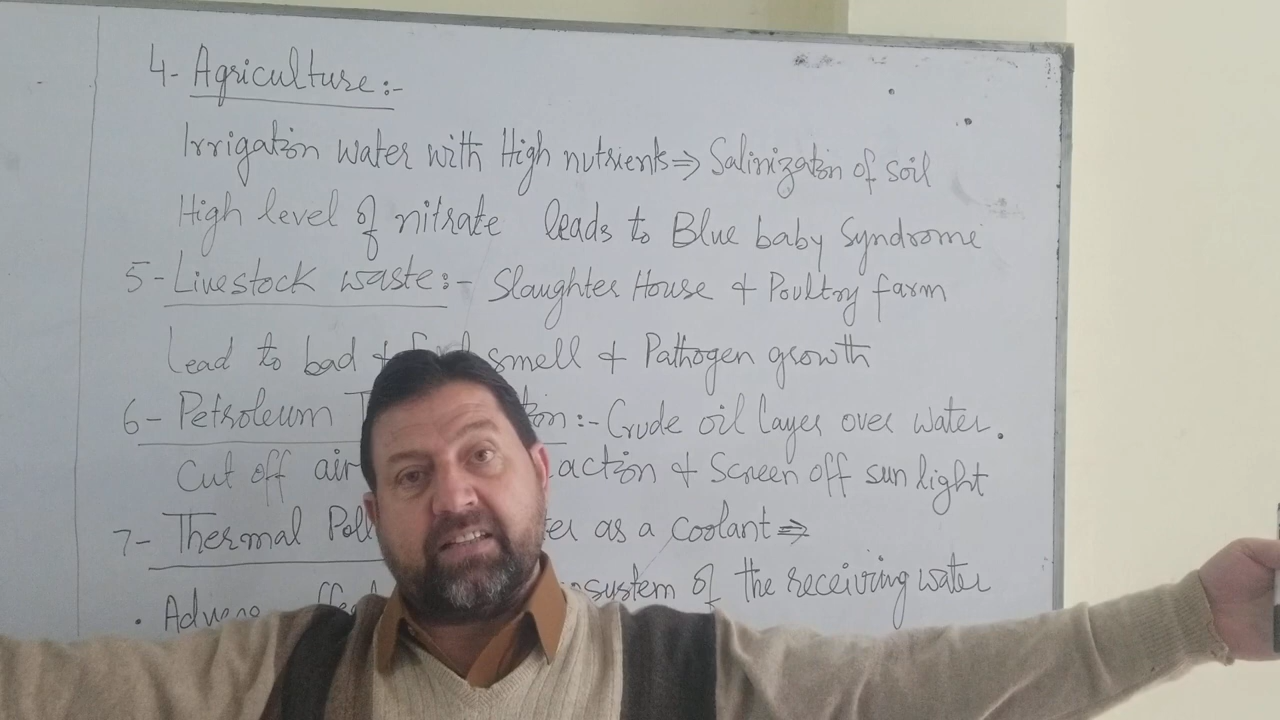 4- Agriculture:-
Irrigation water with High nutrients ⇒ Salinization of soil
High level of nitrate leads to Blue baby Syndrome
5- Livestock waste:- Slaughter House + Poultry farm
Lead to bad + smell + Pathogen growth
6- Petroleum :- Crude oil layer over water.
Cut off air action + Screen off sun light
7- Thermal as a coolant ⇒
• of the receiving water